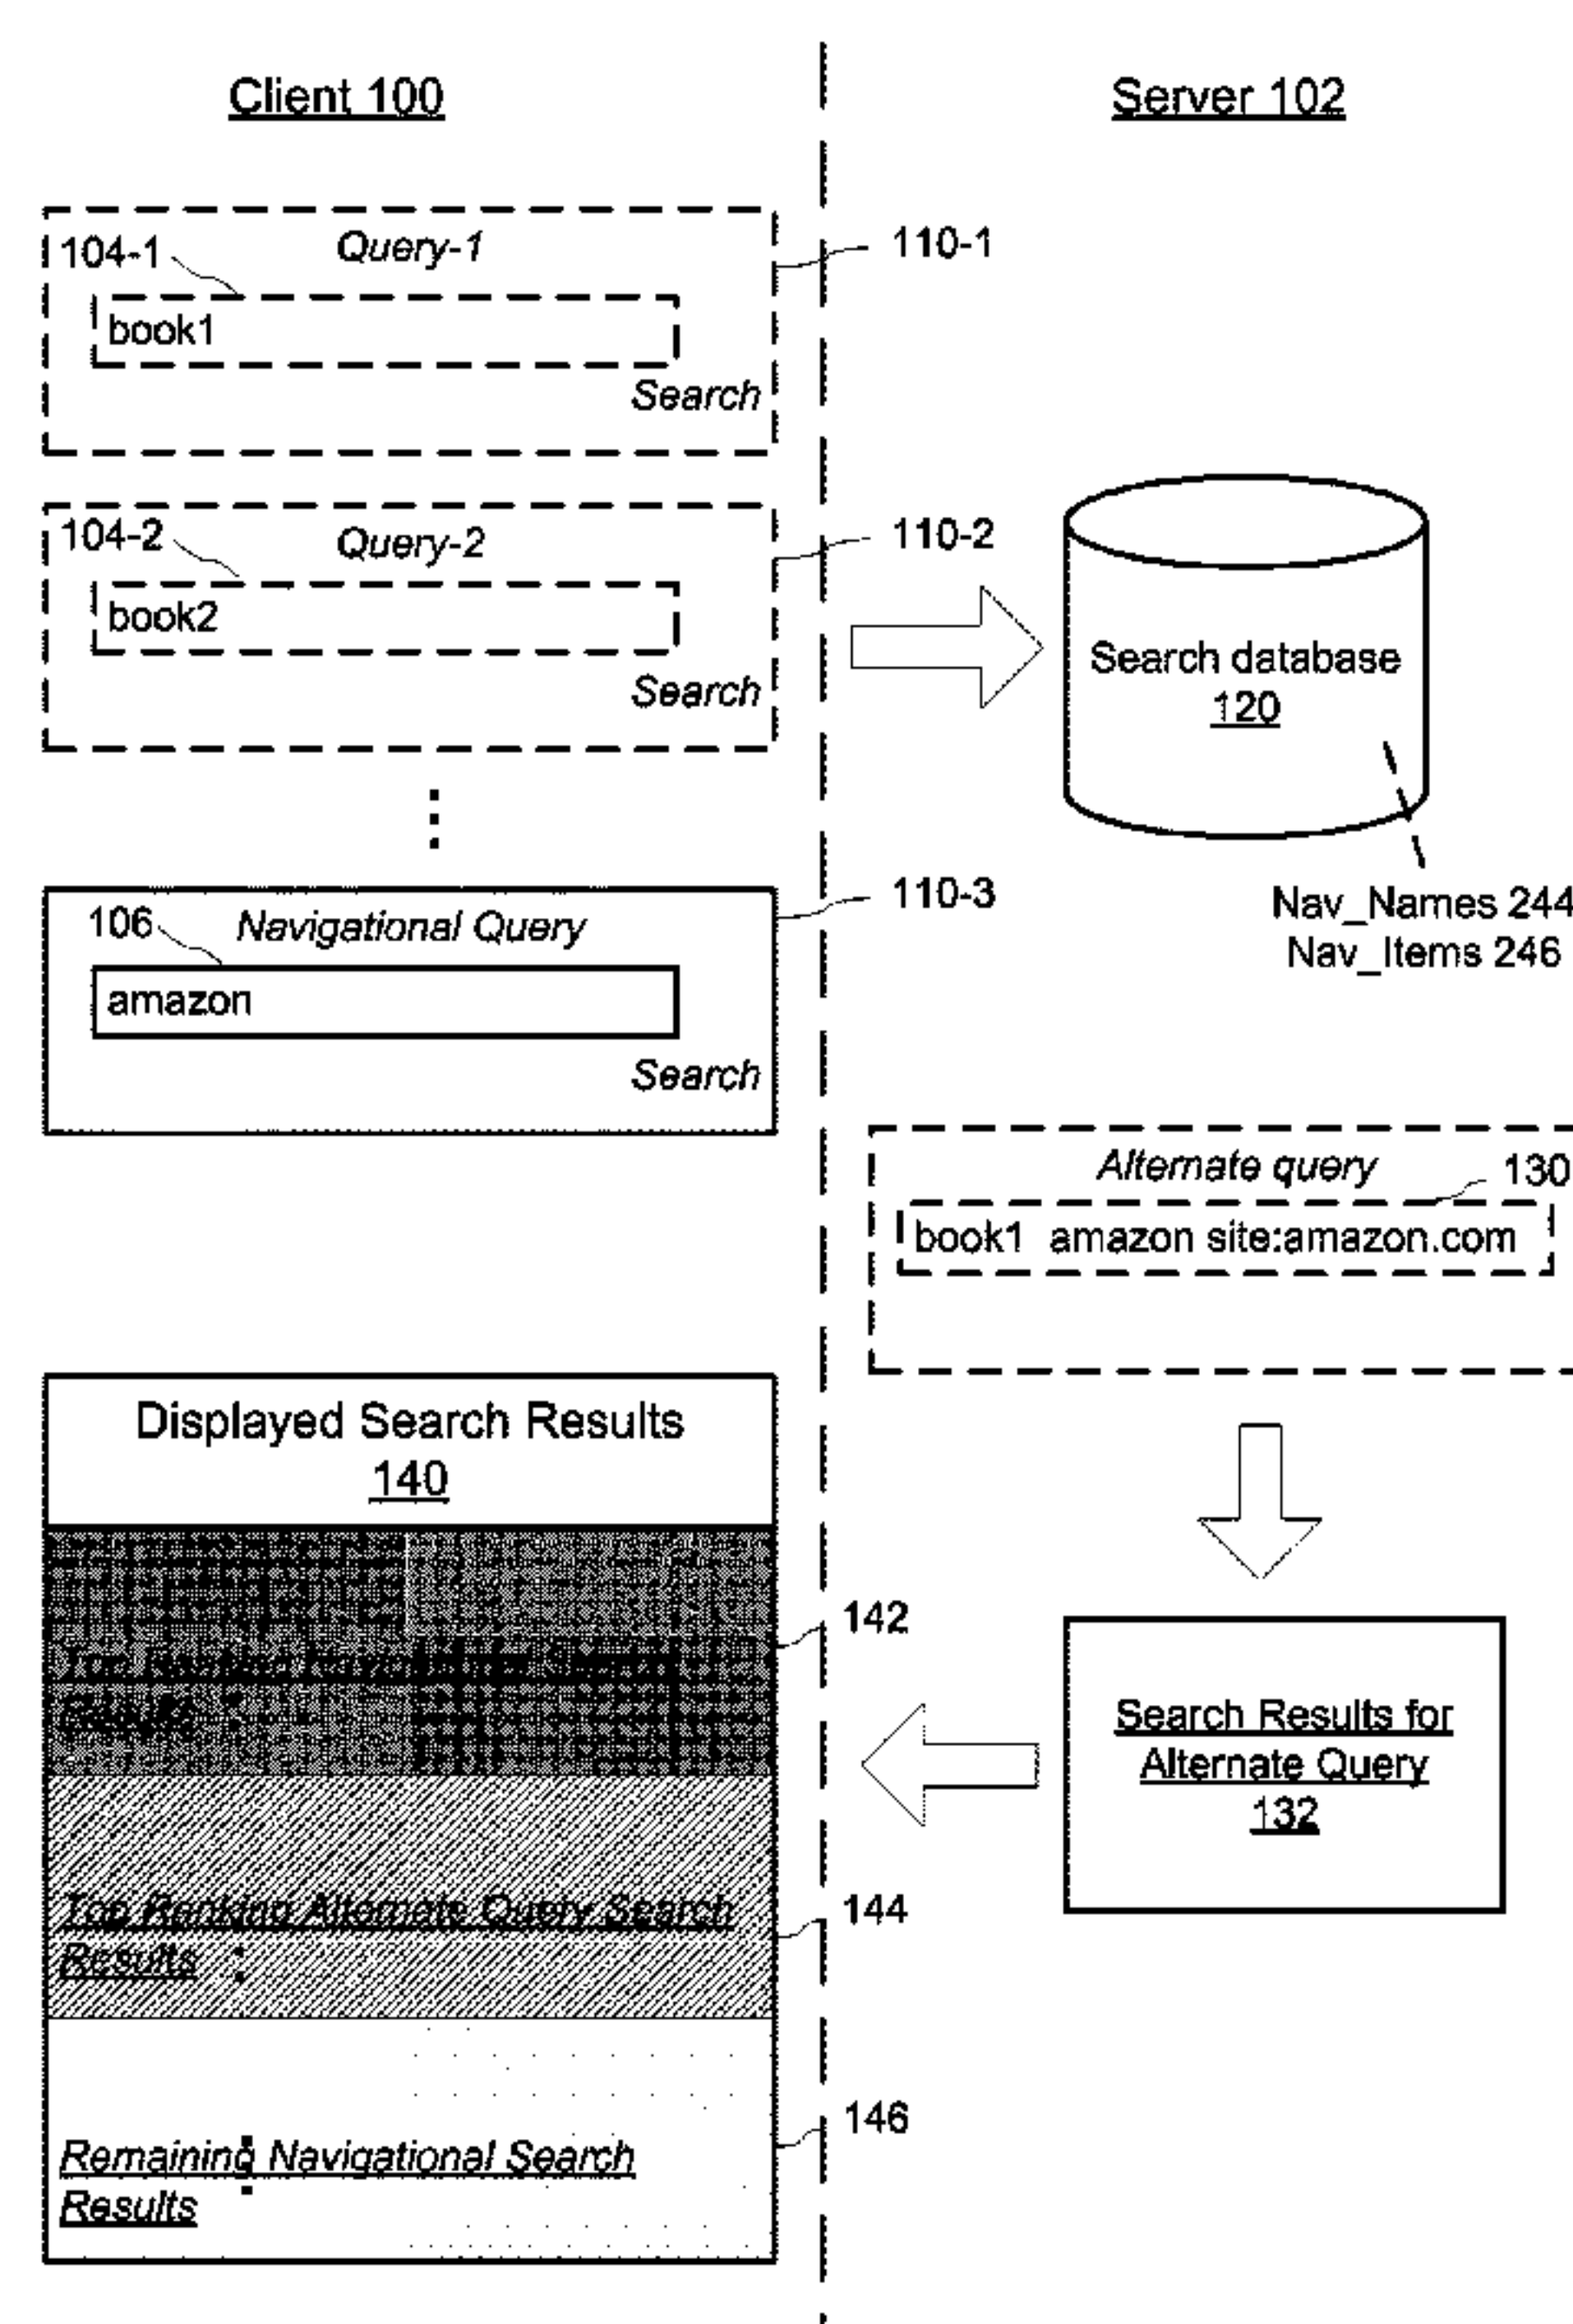 Client 100
Server 102
104-1
Query-1
110-1
book1
Search
104-2
Query-2
110-2
book2
Search
Search database
120
106
Navigational Query
110-3
Nav_Names 244
Nav_Items 246
amazon
Search
Alternate query
130
book1 amazon site:amazon.com
Displayed Search Results
140
142
Search Results for
Alternate Query
132
Top Ranking Alternate Query Search
Results
144
146
Remaining Navigational Search
Results